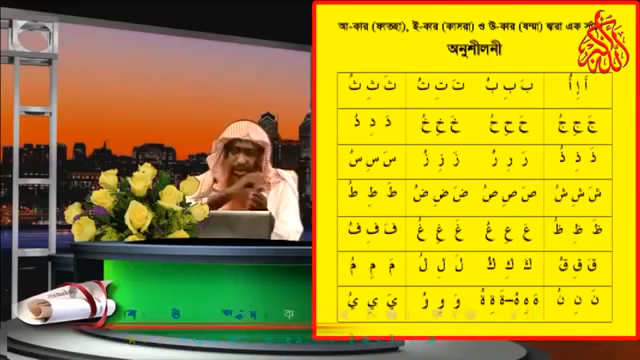 আ-কার (ফাতহা), ই-কার (কাসরা) ও উ-কার (যম্মা) দ্বারা এক
অনুশীলনী
أَ إِ أُ بَ بِ بُ تَ تِ تُ ثَ ثِ ثُ
جَ جِ جُ حَ حِ حُ خَ خِ خُ دَ دِ دُ
ذَ ذِ ذُ رَ رِ رُ زَ زِ زُ سَ سِ سُ
شَ شِ شُ صَ صِ صُ ضَ ضِ ضُ طَ طِ طُ
ظَ ظِ ظُ عَ عِ عُ غَ غِ غُ فَ فِ فُ
قَ قِ قُ كَ كِ كُ لَ لِ لُ مَ مِ مُ
نَ نِ نُ هَ هِ هُ-ةَ ةِ ةُ وَ وِ وُ يَ يِ يُ